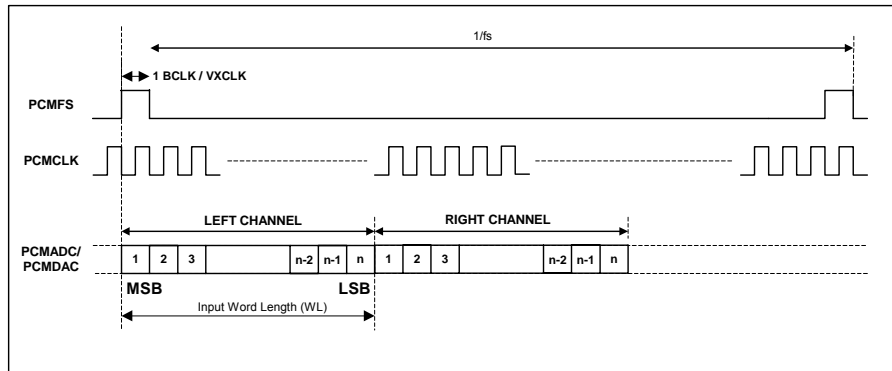 1/fs
1 BCLK / VXCLK
PCMFS
PCMCLK
LEFT CHANNEL
RIGHT CHANNEL
PCMADC/
PCMDAC
1 2 3 n-2 n-1 n 1 2 3 n-2 n-1 n
MSB LSB
Input Word Length (WL)